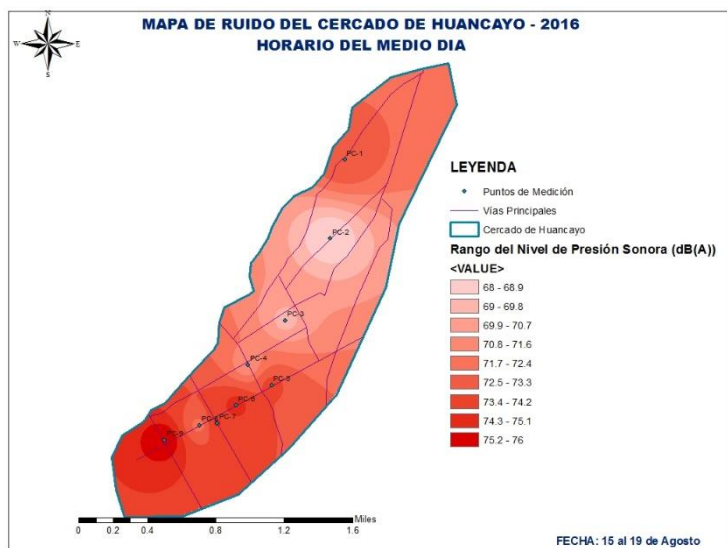 MAPA DE RUIDO DEL CERCADO DE HUANCAYO - 2016
HORARIO DEL MEDIO DIA
N
W
E
S
PC-1
PC-2
PC-3
PC-4
PC-5
PC-6
PC-7
PC-9
LEYENDA
Puntos de Medición
Vías Principales
Cercado de Huancayo
Rango del Nivel de Presión Sonora (dB(A))
<VALUE>
68 - 68.9
69 - 69.8
69.9 - 70.7
70.8 - 71.6
71.7 - 72.4
72.5 - 73.3
73.4 - 74.2
74.3 - 75.1
75.2 - 76
Miles
0 0.2 0.4 0.8 1.2 1.6
FECHA: 15 al 19 de Agosto